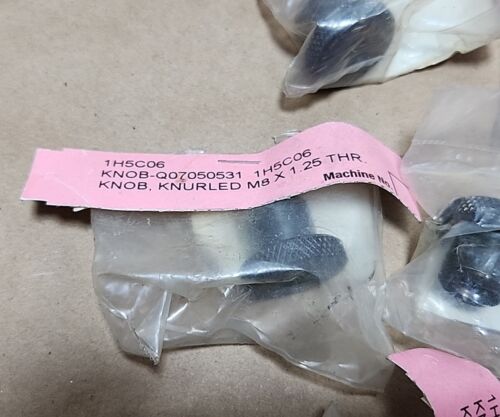 1H5C06
KNOB-Q07050531 1H5C06
KNOB, KNURLED M8 X 1.25 THR.
Machine No